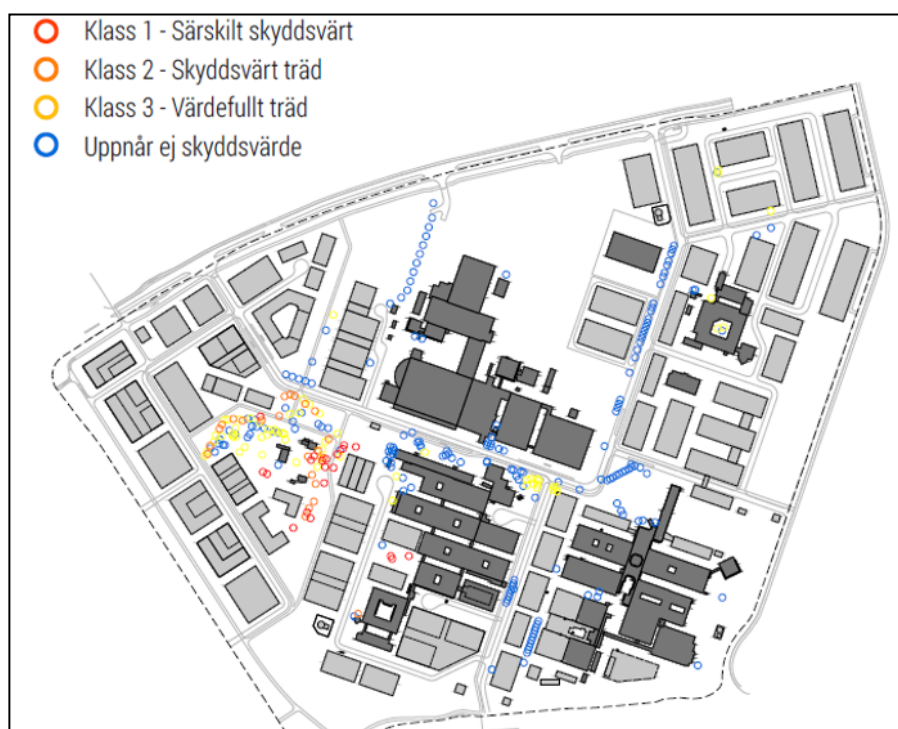 Klass 1 - Särskilt skyddsvärt
Klass 2 - Skyddsvärt träd
Klass 3 - Värdefullt träd
Uppnår ej skyddsvärde